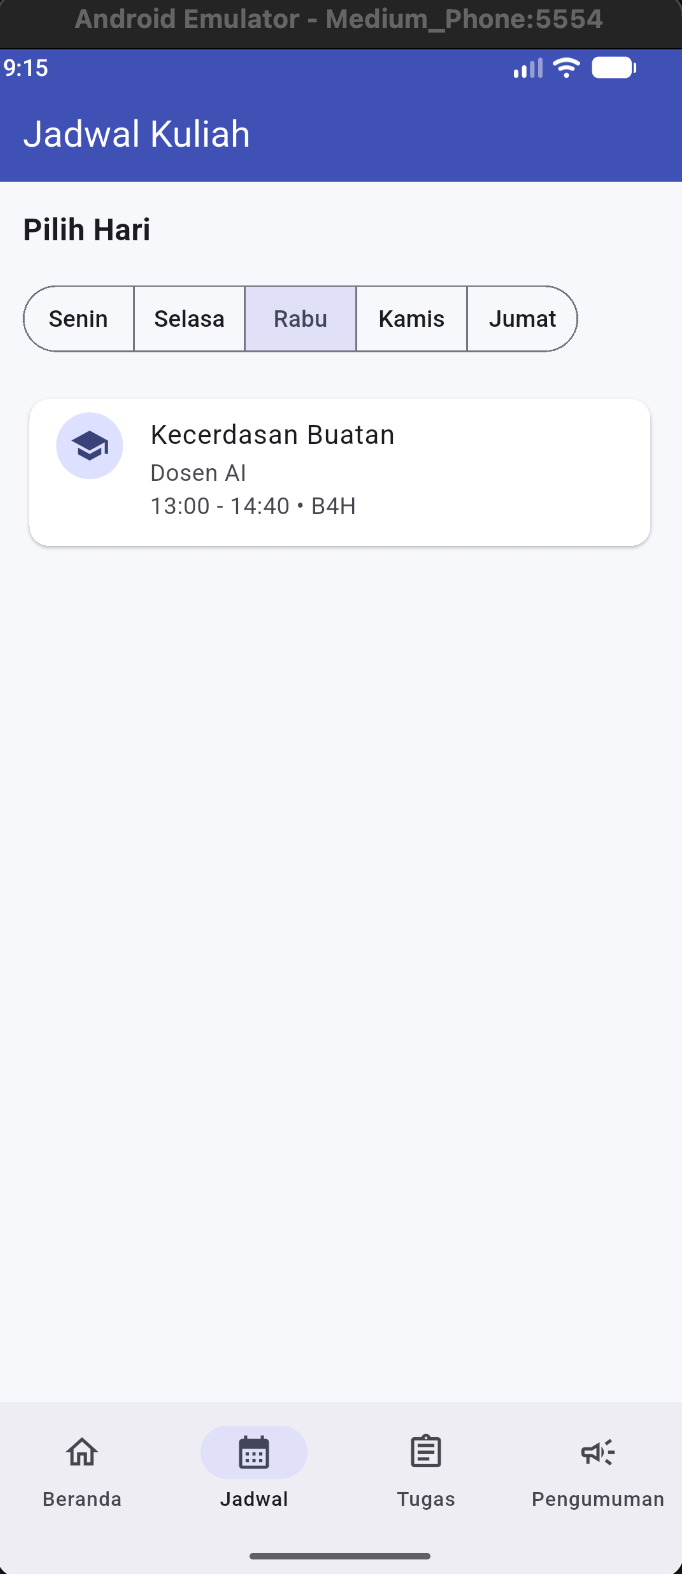 Android Emulator - Medium_Phone:5554
9:15
Jadwal Kuliah
Pilih Hari
Senin Selasa Rabu Kamis Jumat
Kecerdasan Buatan
Dosen AI
13:00 - 14:40 • B4H
Beranda Jadwal Tugas Pengumuman